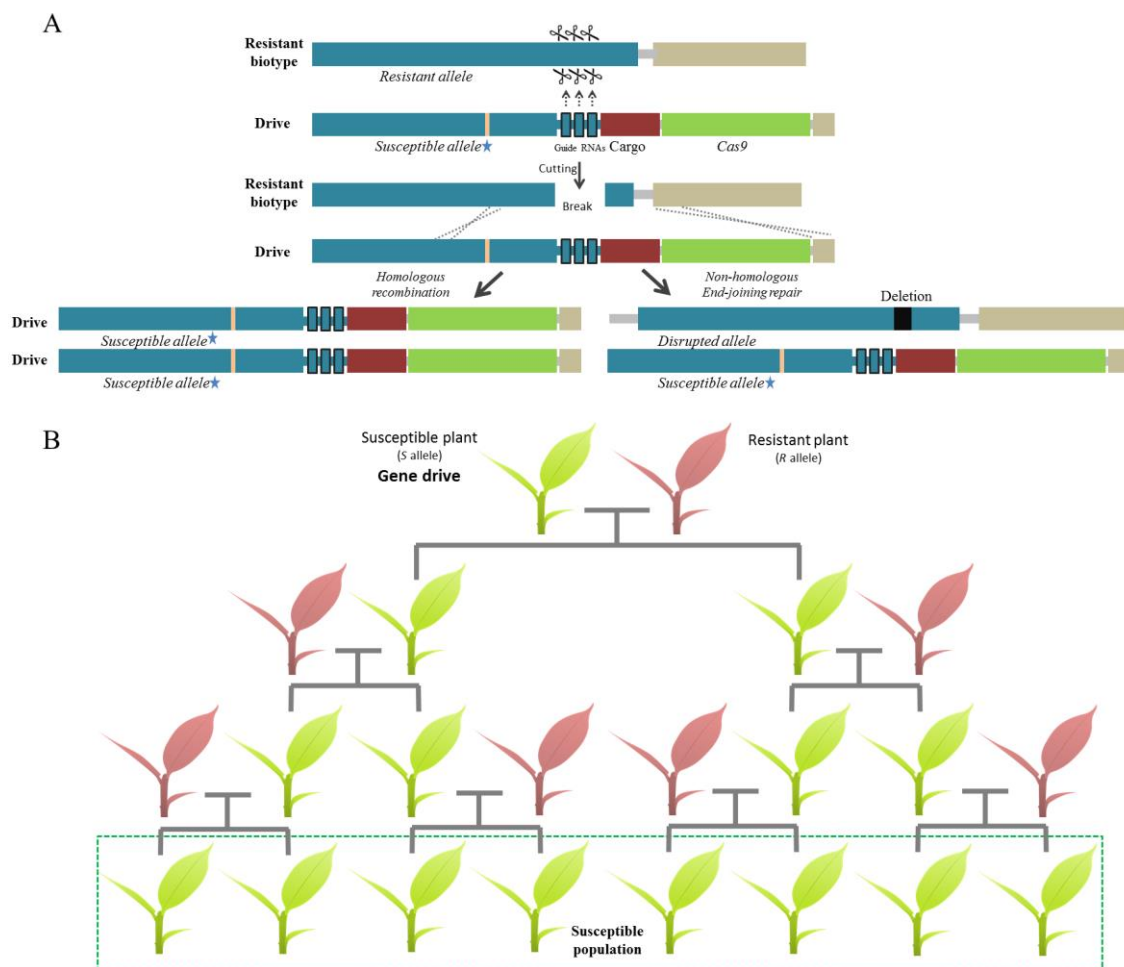 A
Resistant
biotype
Resistant allele
Drive
Susceptible allele
Guide RNAs
Cargo
Cas9
Cutting
Resistant
biotype
Break
Drive
Homologous
recombination
Non-homologous
End-joining repair
Deletion
Drive
Susceptible allele
Disrupted allele
Drive
Susceptible allele
Susceptible allele
B
Susceptible plant
(S allele)
Gene drive
Resistant plant
(R allele)
Susceptible
population